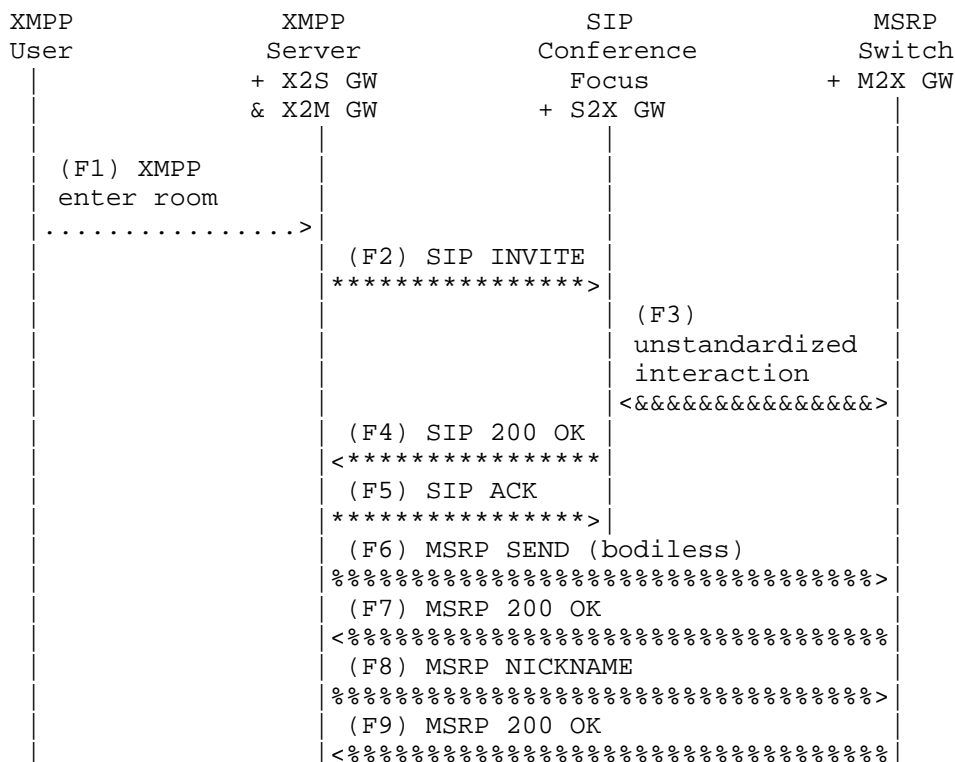 XMPP XMPP SIP MSRP
User Server Conference Switch
| + X2S GW Focus + M2X GW
| & X2M GW + S2X GW |
| | | |
| (F1) XMPP | | |
| enter room | | |
|................>| | |
| | (F2) SIP INVITE | |
| |****************>| |
| | | (F3) |
| | | unstandardized |
| | | interaction |
| | |<&&&&&&&&&&&&&&&>|
| | (F4) SIP 200 OK | |
| |<****************| |
| | (F5) SIP ACK | |
| |****************>| |
| | (F6) MSRP SEND (bodiless) |
| |%%%%%%%%%%%%%%%%%%%%%%%%%%%%%%%%%%>|
| | (F7) MSRP 200 OK |
| |<%%%%%%%%%%%%%%%%%%%%%%%%%%%%%%%%%%|
| | (F8) MSRP NICKNAME |
| |%%%%%%%%%%%%%%%%%%%%%%%%%%%%%%%%%%>|
| | (F9) MSRP 200 OK |
| |<%%%%%%%%%%%%%%%%%%%%%%%%%%%%%%%%%%|